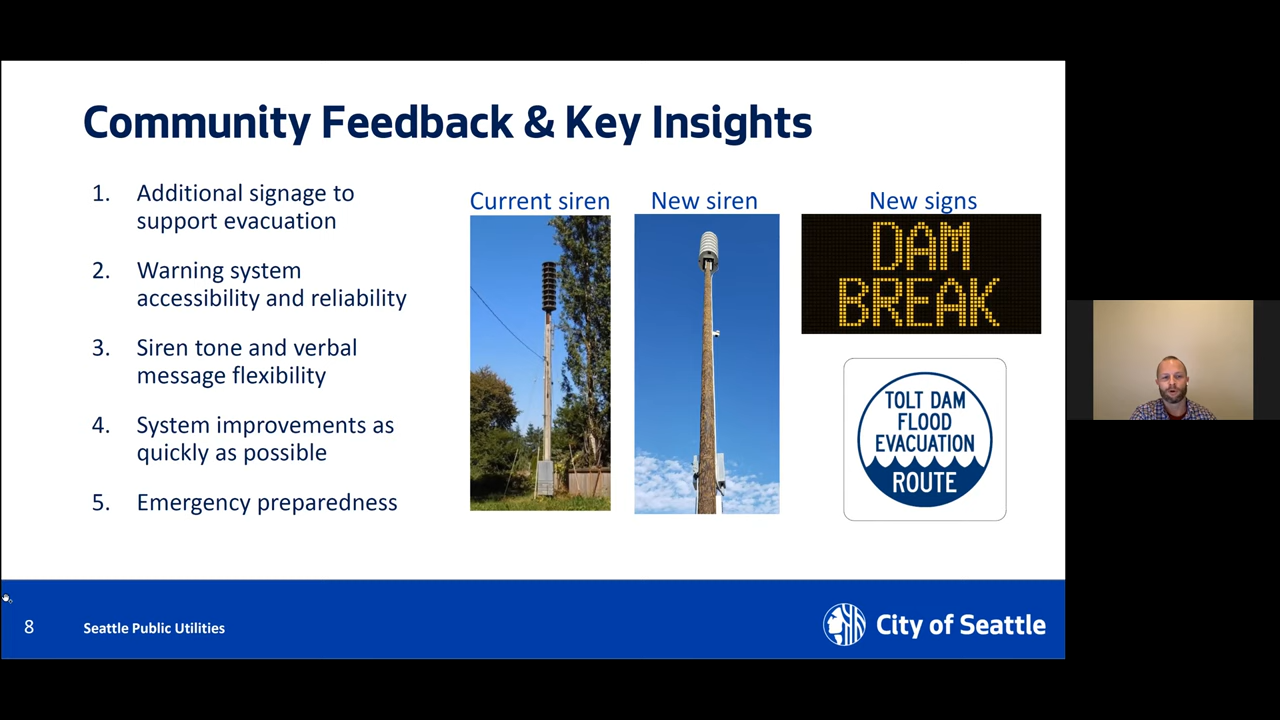 Community Feedback & Key Insights
1. Additional signage to
support evacuation
2. Warning system
accessibility and reliability
3. Siren tone and verbal
message flexibility
4. System improvements as
quickly as possible
5. Emergency preparedness
Current siren
New siren
New signs
DAM
BREAK
TOLT DAM
FLOOD
EVACUATION
ROUTE
8
Seattle Public Utilities
City of Seattle